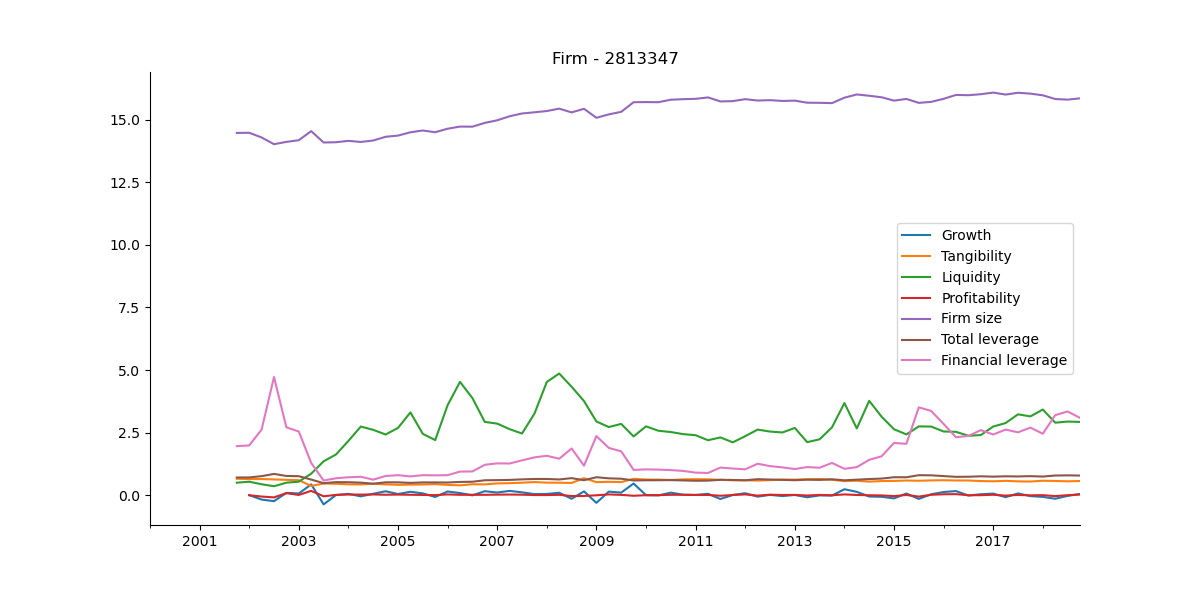 Firm - 2813347
15.0
12.5
10.0
7.5
5.0
2.5
0.0
Growth
Tangibility
Liquidity
Profitability
Firm size
Total leverage
Financial leverage
2001 2003 2005 2007 2009 2011 2013 2015 2017